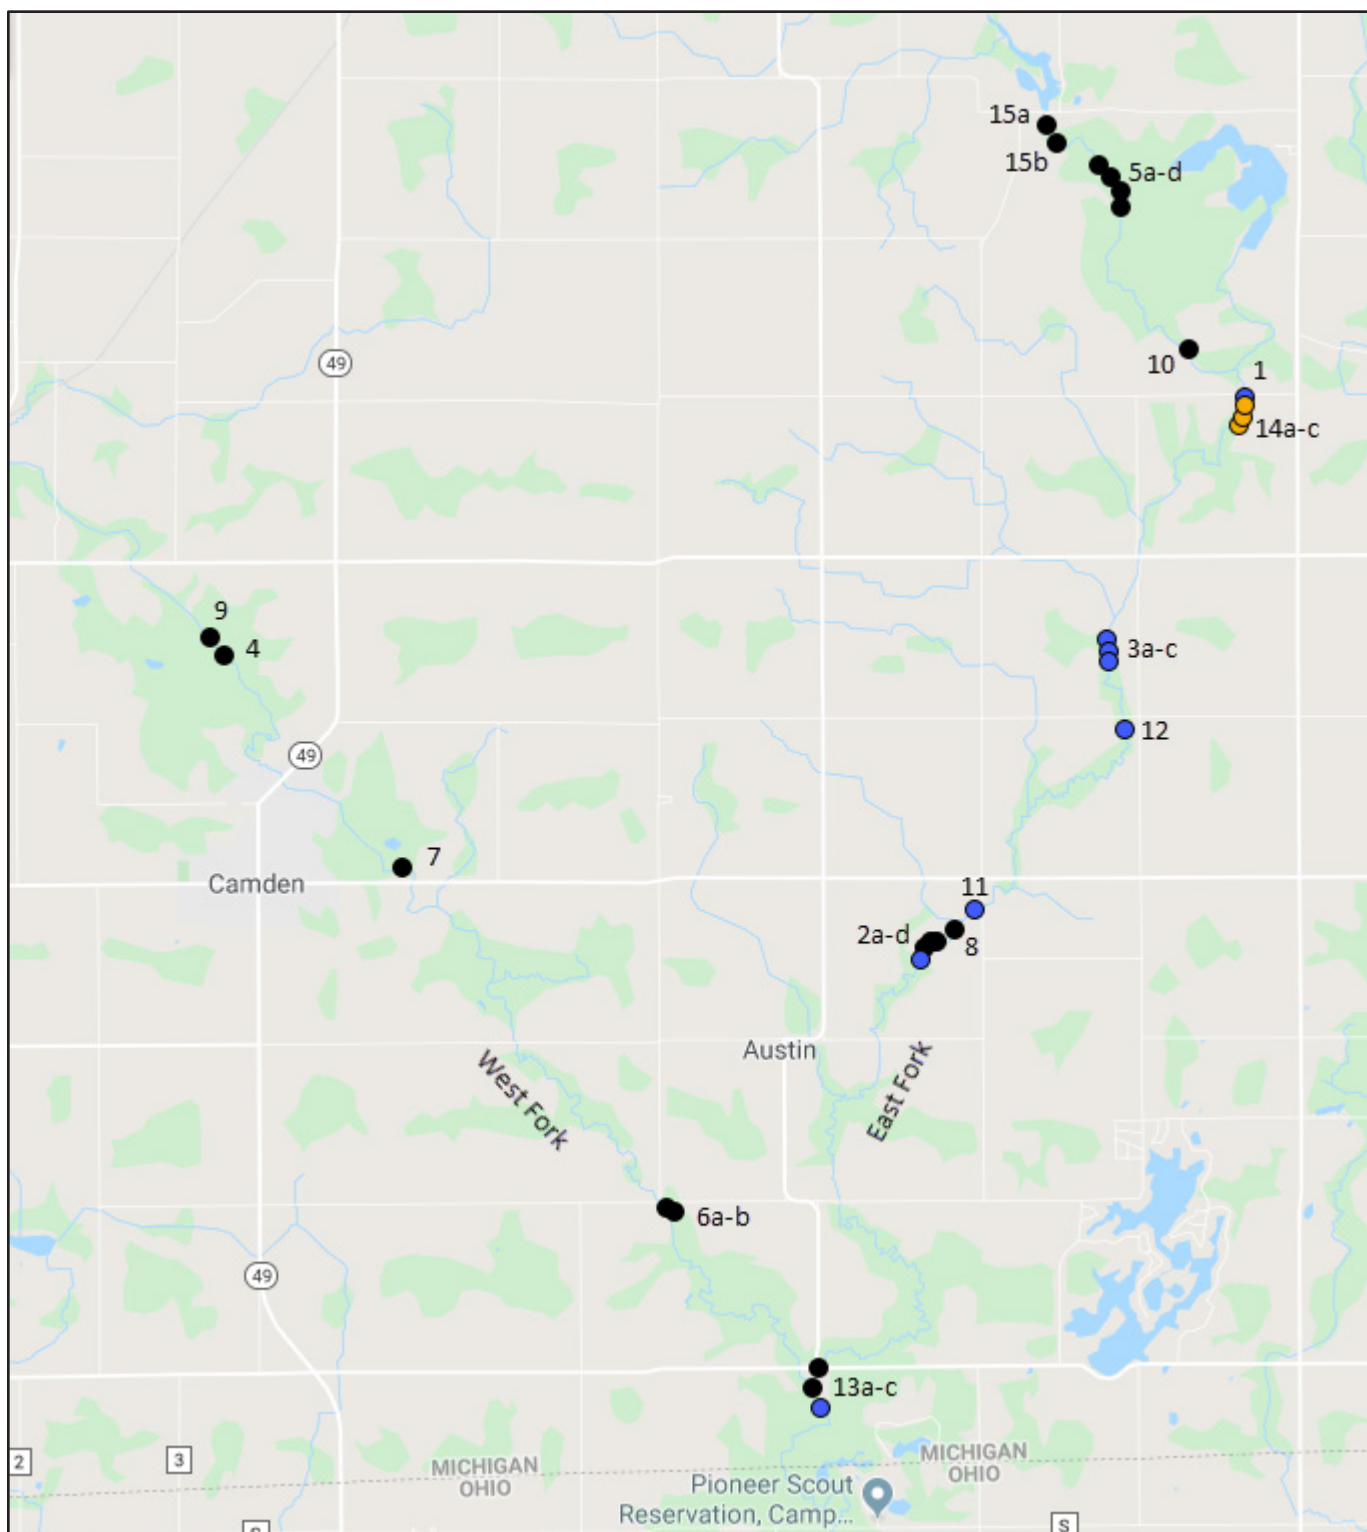 15a
15b
5a-d
49
10
1
14a-c
9
4
3a-c
12
49
7
Camden
11
2a-d
8
Austin
West Fork
East Fork
6a-b
49
13a-c
2
3
MICHIGAN
OHIO
MICHIGAN
OHIO
Pioneer Scout
Reservation, Camp...
S
S